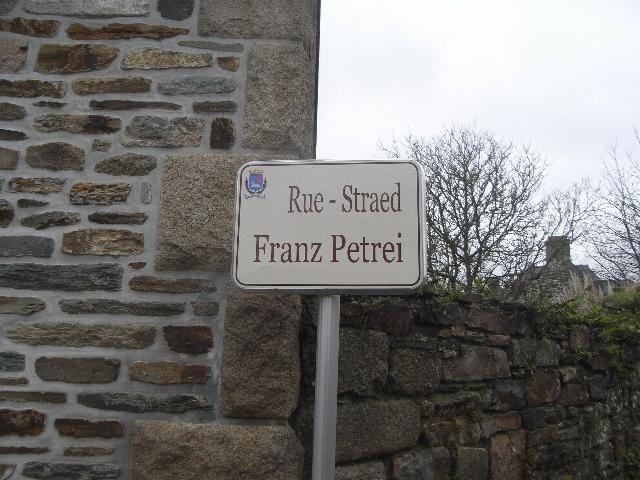 Rue - Straed
Franz Petrei